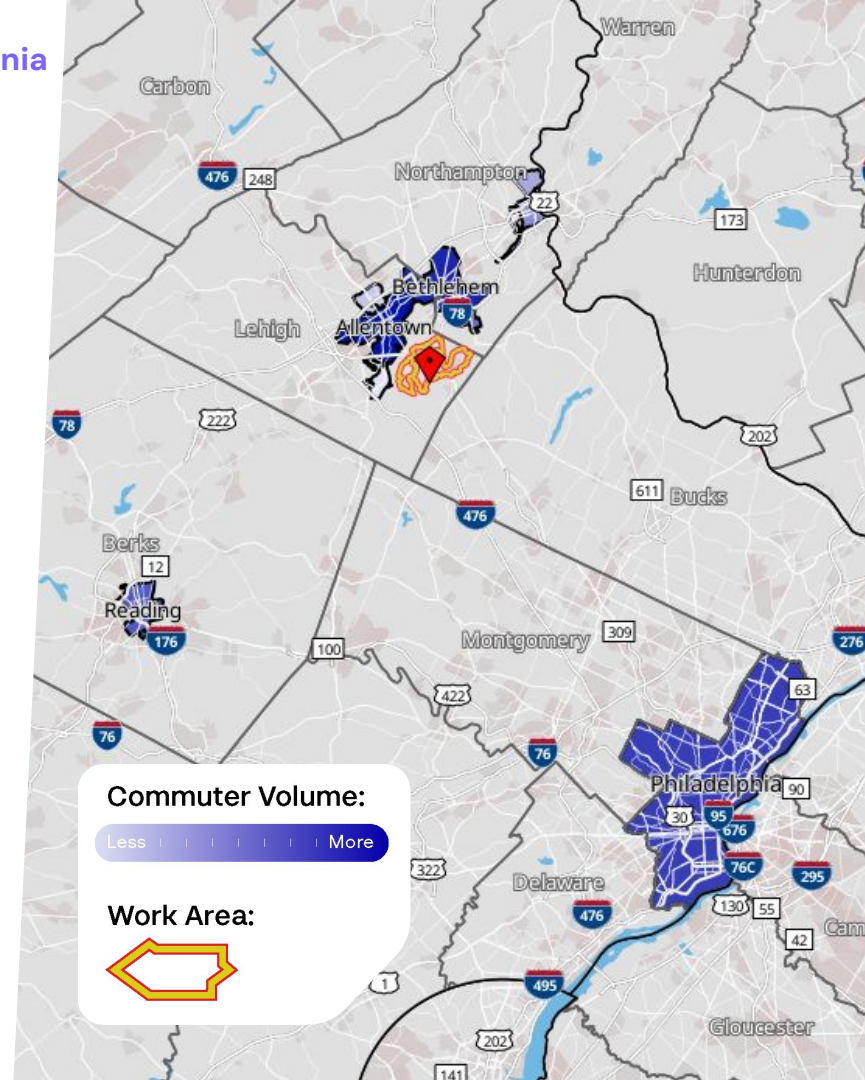 nia
Warren
Carbon
476
248
Northampton
22
173
Hunterdon
Bethlehem
78
Allentown
Lehigh
78
222
202
611
Bucks
476
Berks
12
Reading
176
309
Montgomery
276
100
63
422
76
76
Philadelphia
90
30
95
676
76C
322
295
Delaware
476
130
55
Cam
42
1
495
Gloucester
202
141
Commuter Volume:
Less
More
Work Area: